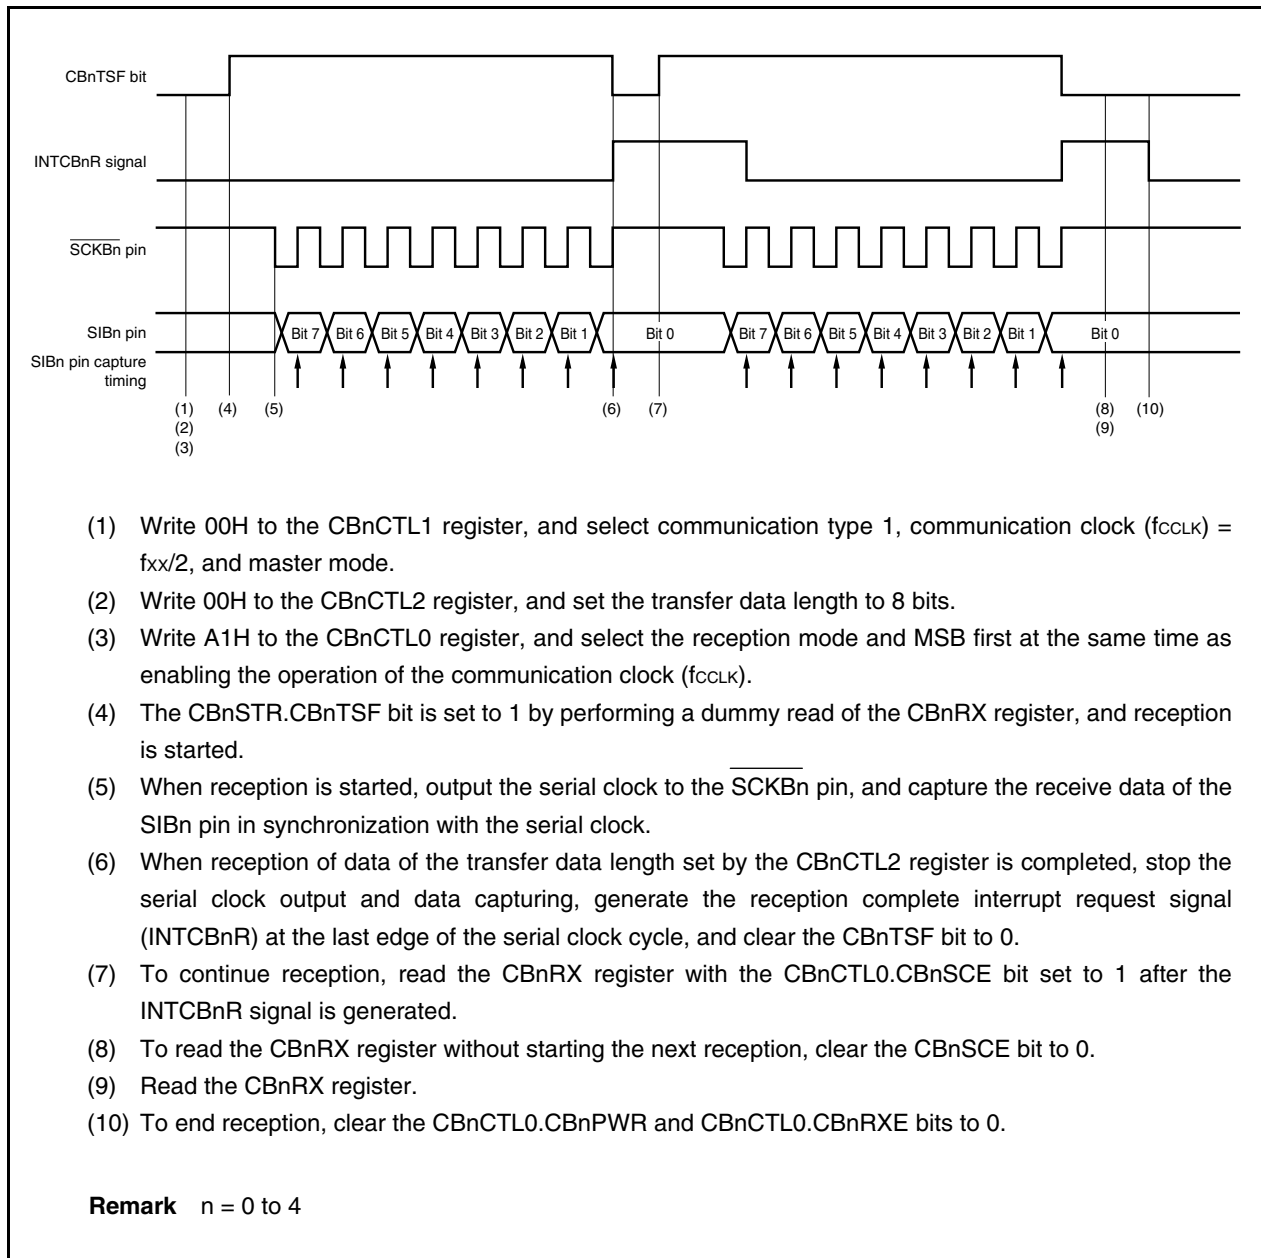 CBnTSF bit
INTCBnR signal
SCKBn pin
SIBn pin
Bit 7 Bit 6 Bit 5 Bit 4 Bit 3 Bit 2 Bit 1 Bit 0 Bit 7 Bit 6 Bit 5 Bit 4 Bit 3 Bit 2 Bit 1 Bit 0
SIBn pin capture
timing
(1) (4) (5) (6) (7) (8) (10)
(2) (9)
(3)
(1) Write 00H to the CBnCTL1 register, and select communication type 1, communication clock (fCCLK) =
fxx/2, and master mode.
(2) Write 00H to the CBnCTL2 register, and set the transfer data length to 8 bits.
(3) Write A1H to the CBnCTL0 register, and select the reception mode and MSB first at the same time as
enabling the operation of the communication clock (fCCLK).
(4) The CBnSTR.CBnTSF bit is set to 1 by performing a dummy read of the CBnRX register, and reception
is started.
(5) When reception is started, output the serial clock to the SCKBn pin, and capture the receive data of the
SIBn pin in synchronization with the serial clock.
(6) When reception of data of the transfer data length set by the CBnCTL2 register is completed, stop the
serial clock output and data capturing, generate the reception complete interrupt request signal
(INTCBnR) at the last edge of the serial clock cycle, and clear the CBnTSF bit to 0.
(7) To continue reception, read the CBnRX register with the CBnCTL0.CBnSCE bit set to 1 after the
INTCBnR signal is generated.
(8) To read the CBnRX register without starting the next reception, clear the CBnSCE bit to 0.
(9) Read the CBnRX register.
(10) To end reception, clear the CBnCTL0.CBnPWR and CBnCTL0.CBnRXE bits to 0.
Remark n = 0 to 4